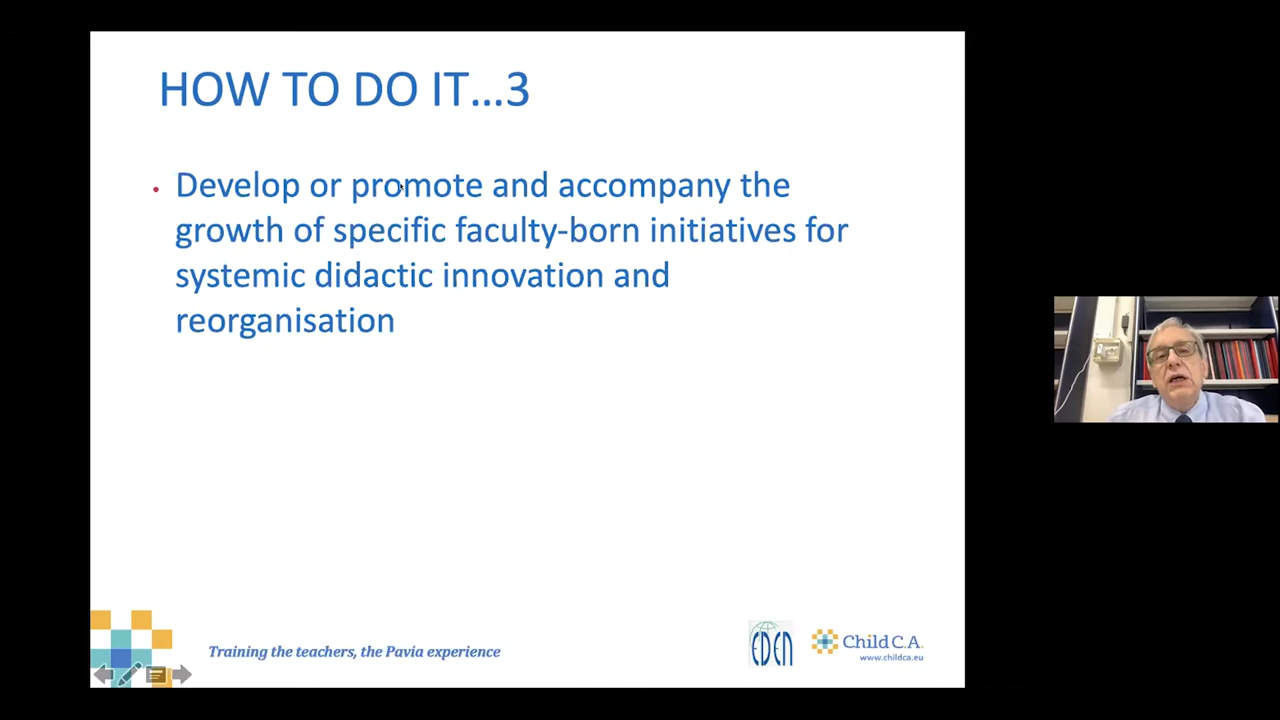 HOW TO DO IT...3
• Develop or promote and accompany the
growth of specific faculty-born initiatives for
systemic didactic innovation and
reorganisation
Training the teachers, the Pavia experience
EDEN
Child C.A.
www.childca.eu